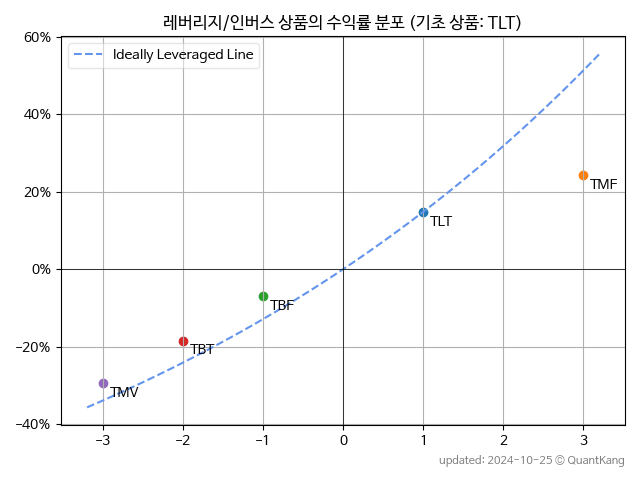 레버리지/인버스 상품의 수익률 분포 (기초 상품: TLT)
60%
Ideally Leveraged Line
40%
20%
TMF
TLT
0%
TBF
−20%
TBT
TMV
−40%
−3 −2 −1 0 1 2 3
updated: 2024-10-25 © QuantKang